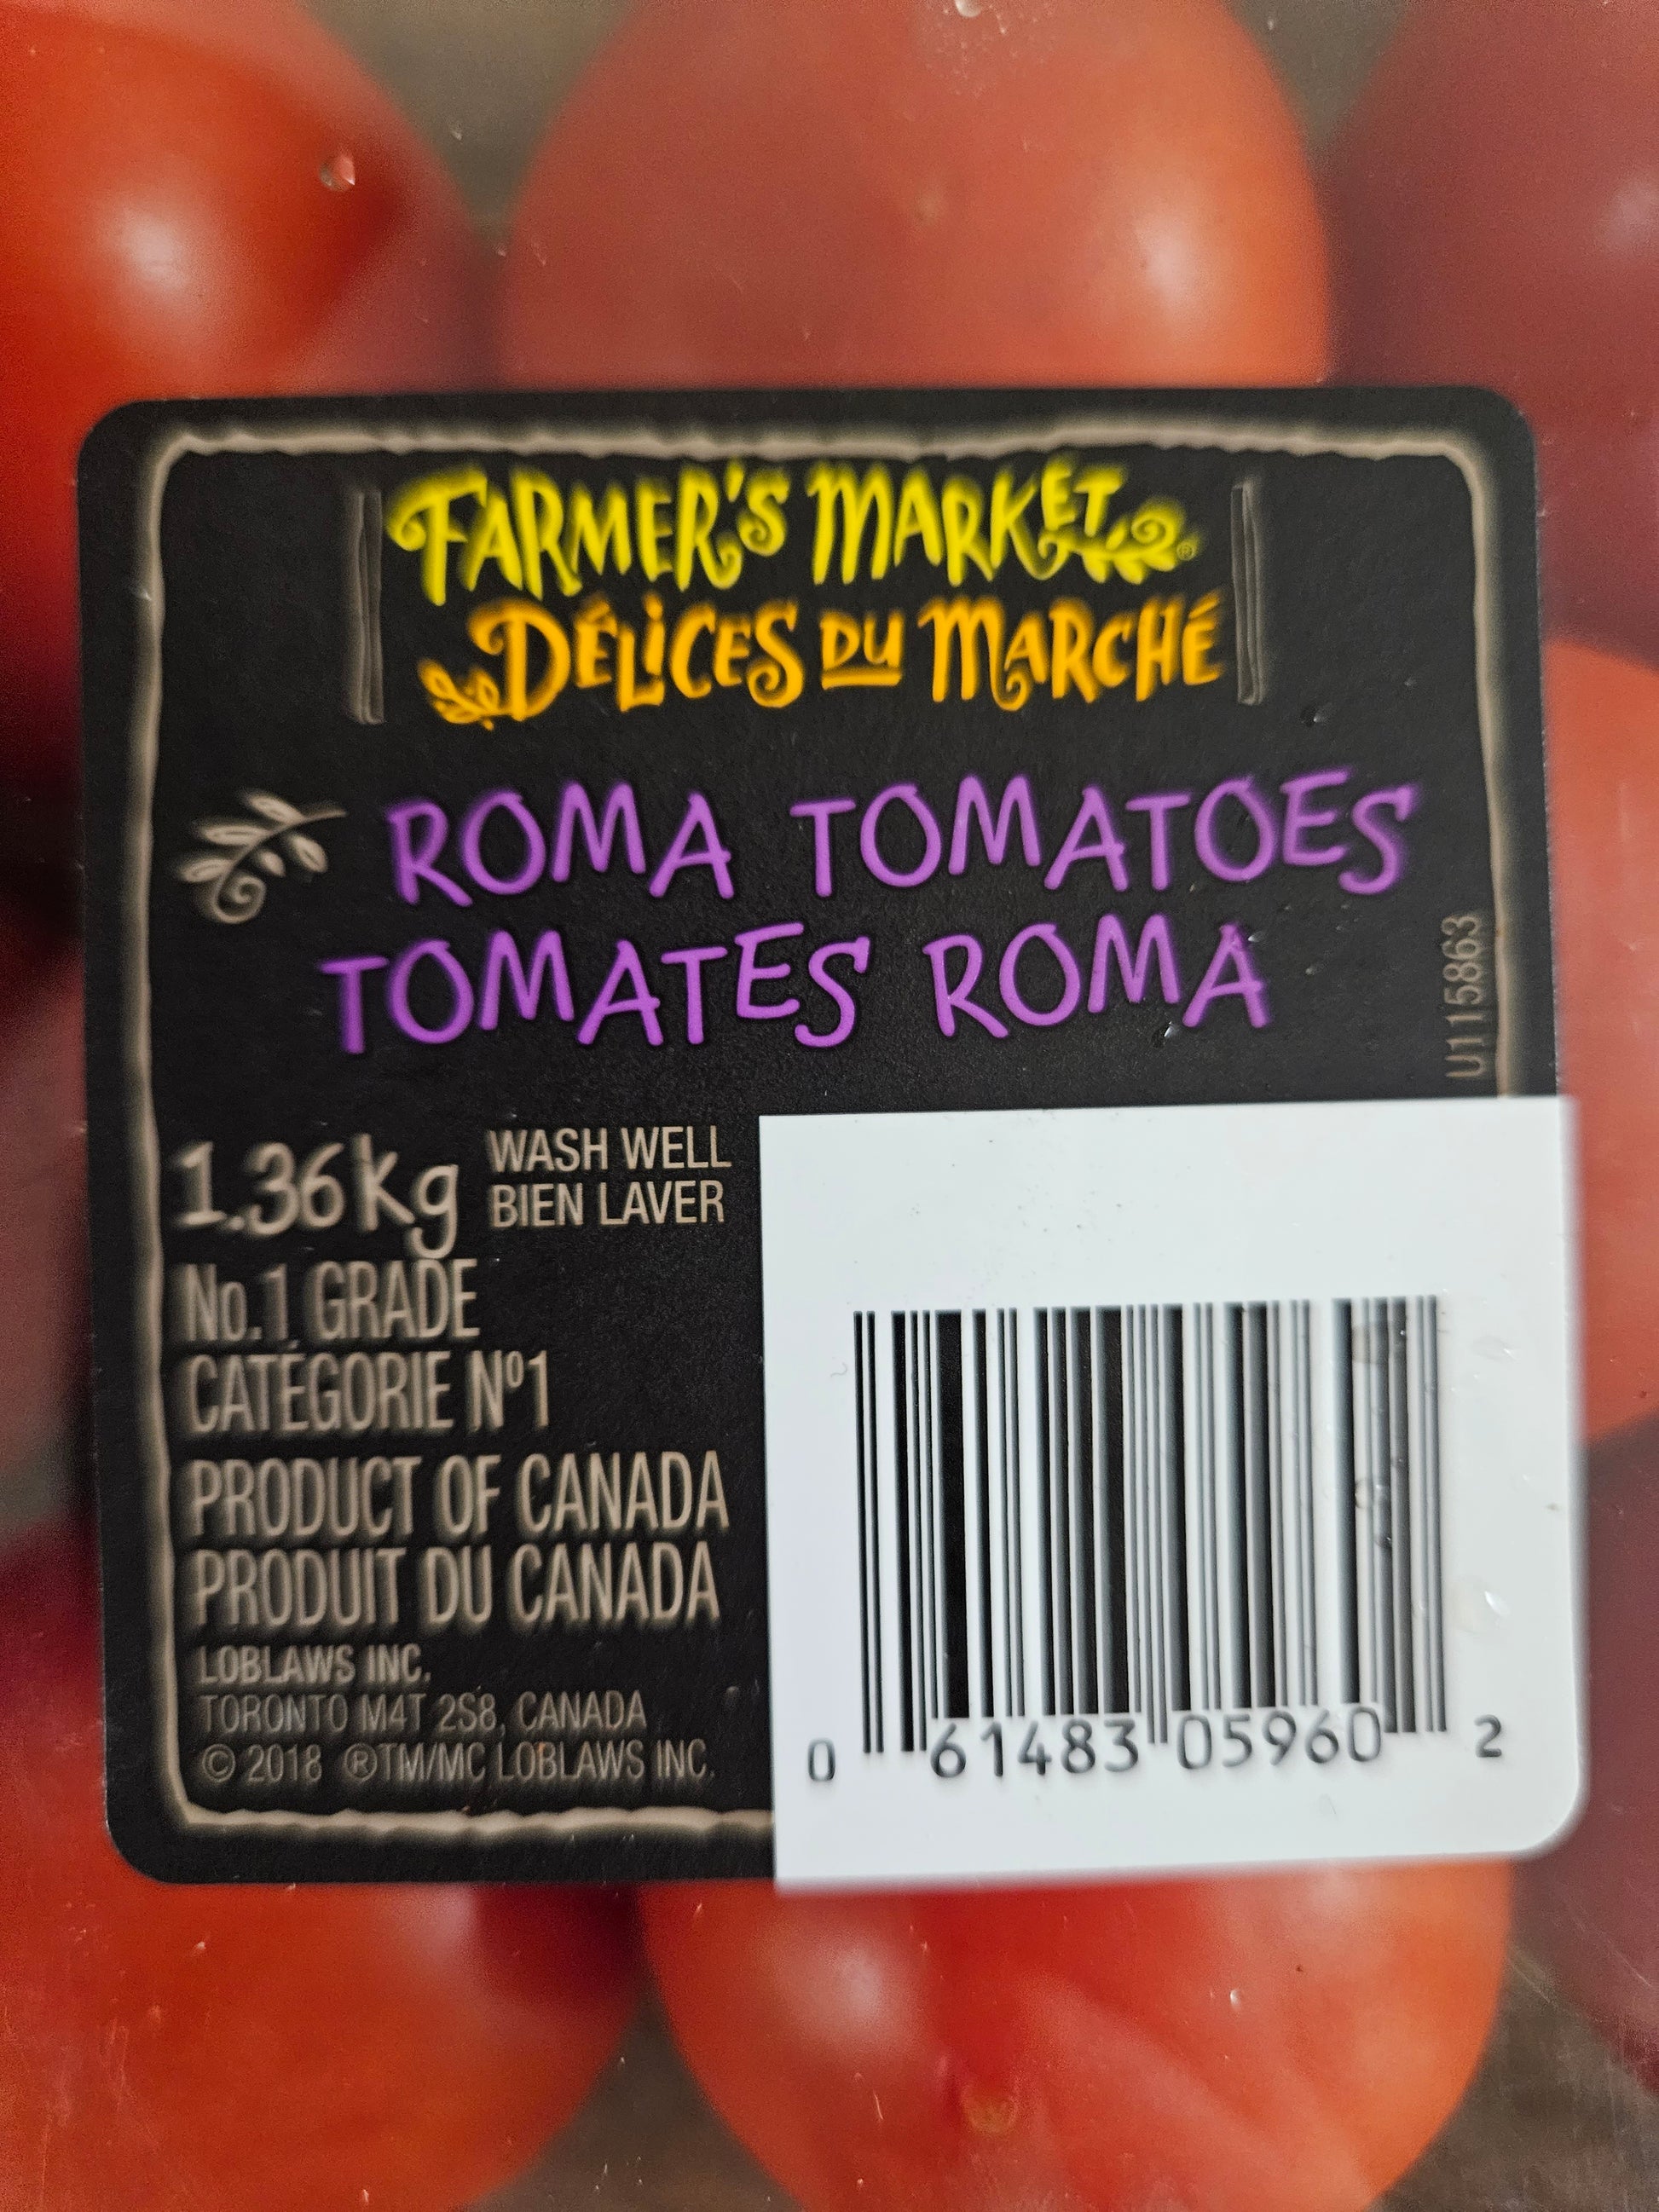 FARMER'S MARKET®
DÉLICES DU MARCHÉ
ROMA TOMATOES
TOMATES ROMA
U115863
1.36kg
WASH WELL
BIEN LAVER
No.1 GRADE
CATÉGORIE Nº1
PRODUCT OF CANADA
PRODUIT DU CANADA
LOBLAWS INC.
TORONTO M4T 2S8, CANADA
© 2018 ®TM/MC LOBLAWS INC.
0 61483 05960 2